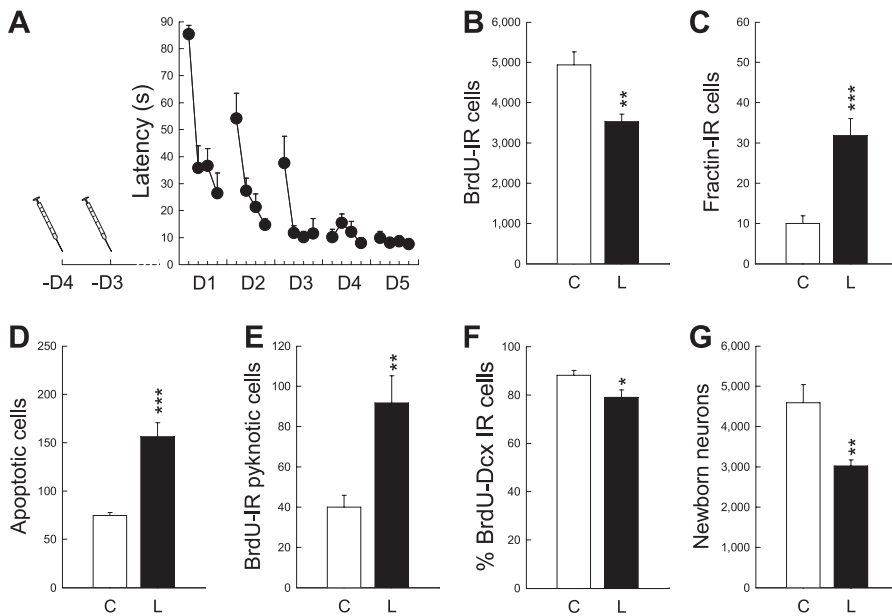 A
Latency (s)
90
80
70
60
50
40
30
20
10
0
-D4 -D3
D1 D2 D3 D4 D5
B
BrdU-IR cells
6,000
5,000
4,000
3,000
2,000
1,000
0
**
C L
C
Fractin-IR cells
60
50
40
30
20
10
0
***
C L
D
Apoptotic cells
250
200
150
100
50
0
***
C L
E
BrdU-IR pyknotic cells
120
100
80
60
40
20
0
**
C L
F
% BrdU-Dcx IR cells
100
80
60
40
20
0
*
C L
G
Newborn neurons
6,000
5,000
4,000
3,000
2,000
1,000
0
**
C L